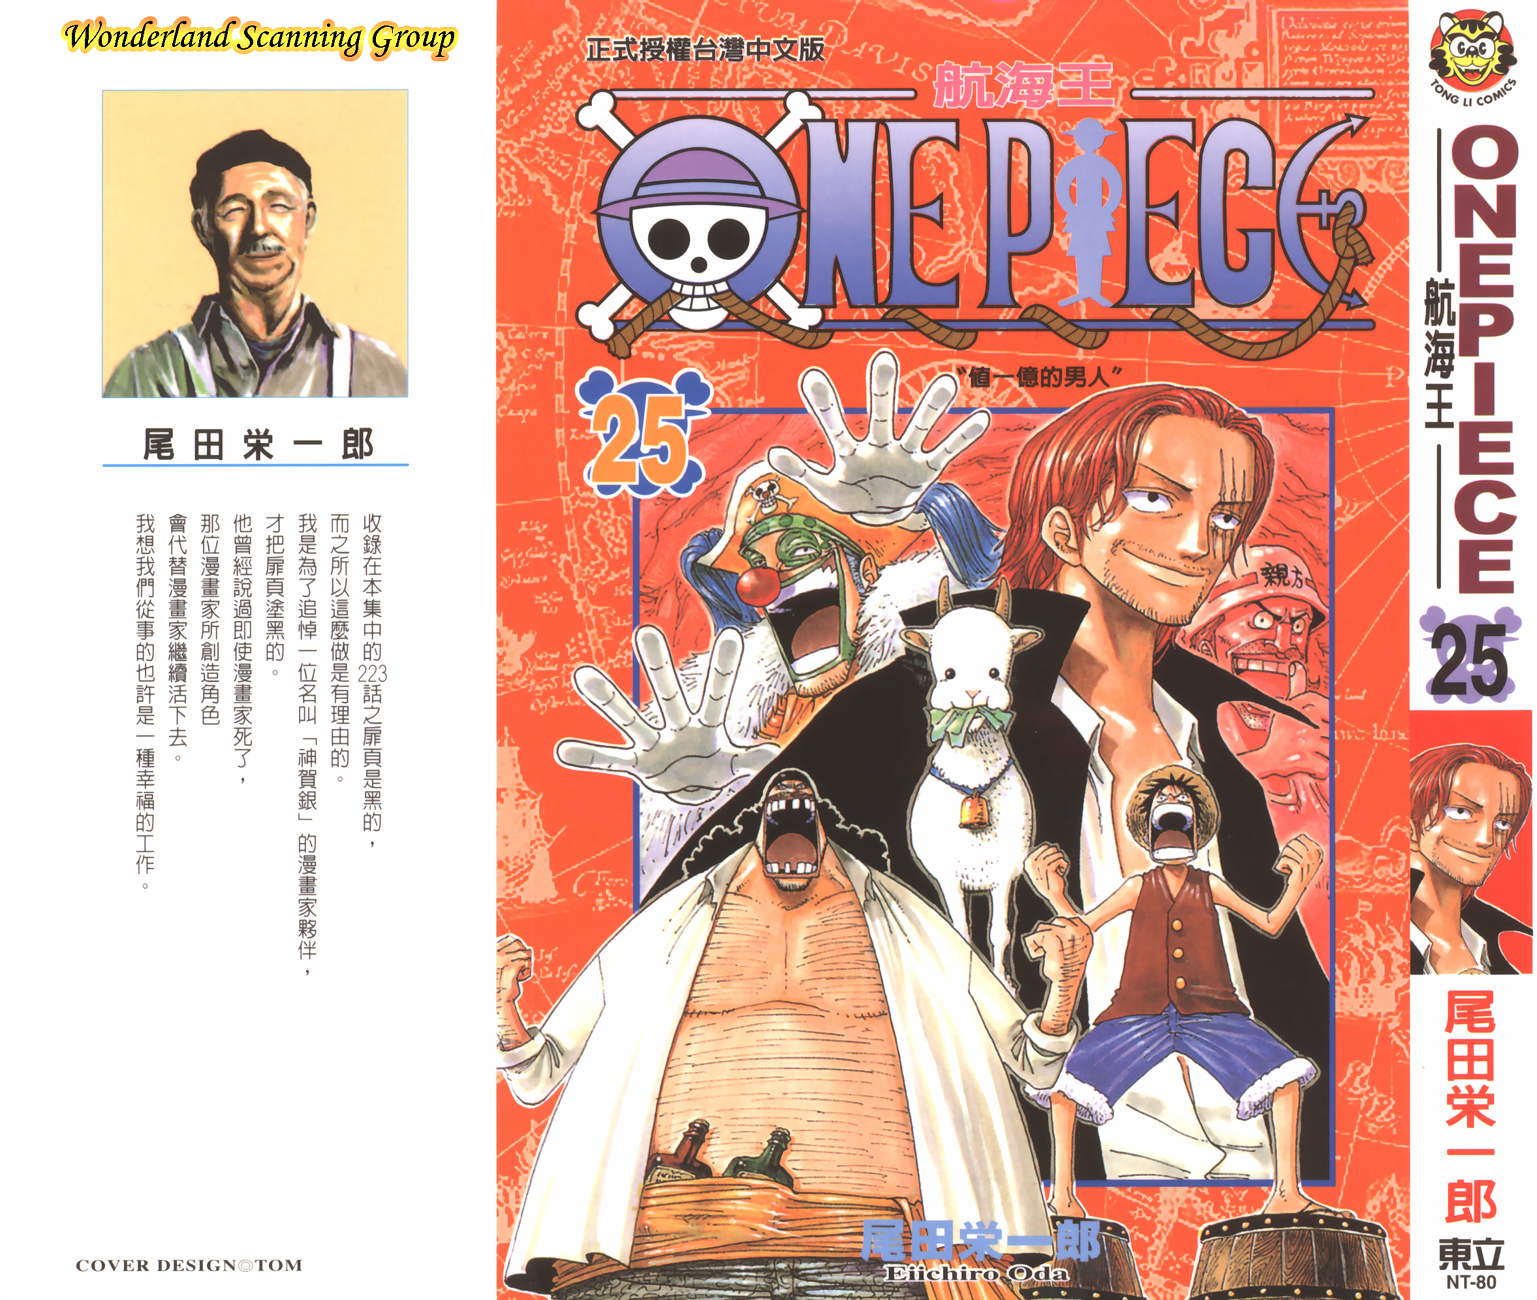 Wonderland Scanning Group
尾田栄一郎
收錄在本集中的223話之扉頁是黑的，
而之所以這麼做是有理由的。
我是為了追悼一位名叫「神賀銀」的漫畫家夥伴，
才把扉頁塗黑的。
他曾經說過即使漫畫家死了，
那位漫畫家所創造角色
會代替漫畫家繼續活下去。
我想我們從事的也許是一種幸福的工作。
COVER DESIGN◎TOM
正式授權台灣中文版
航海王
ONE PIECE
25
"值一億的男人"
親方
尾田栄一郎
Eiichiro Oda
TONG LI COMICS
ONE PIECE
航海王
25
尾田栄一郎
東立
NT-80